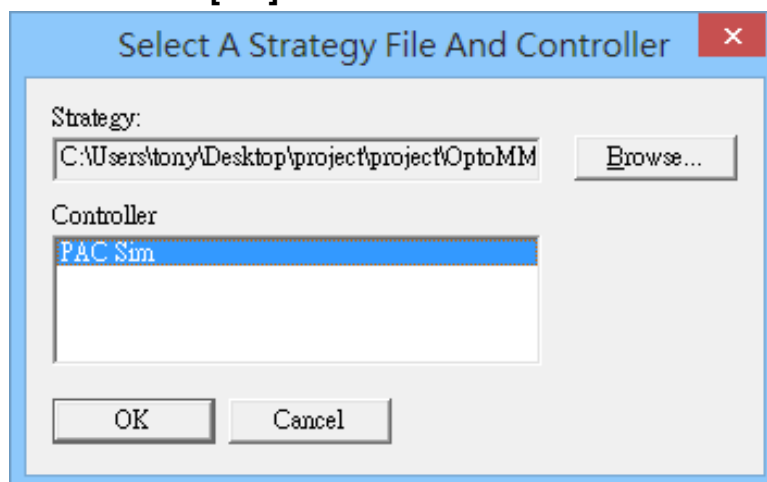 Select A Strategy File And Controller
Strategy:
C:\Users\tony\Desktop\project\project\OptoMM
Browse...
Controller
PAC Sim
OK
Cancel